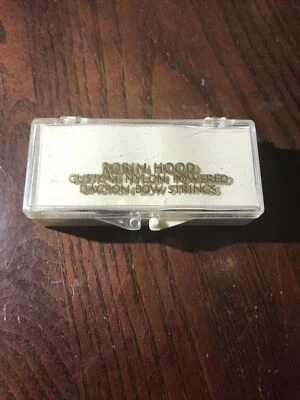 ROBIN HOOD
CUSTOM NYLON POWERED
DACRON BOW STRINGS